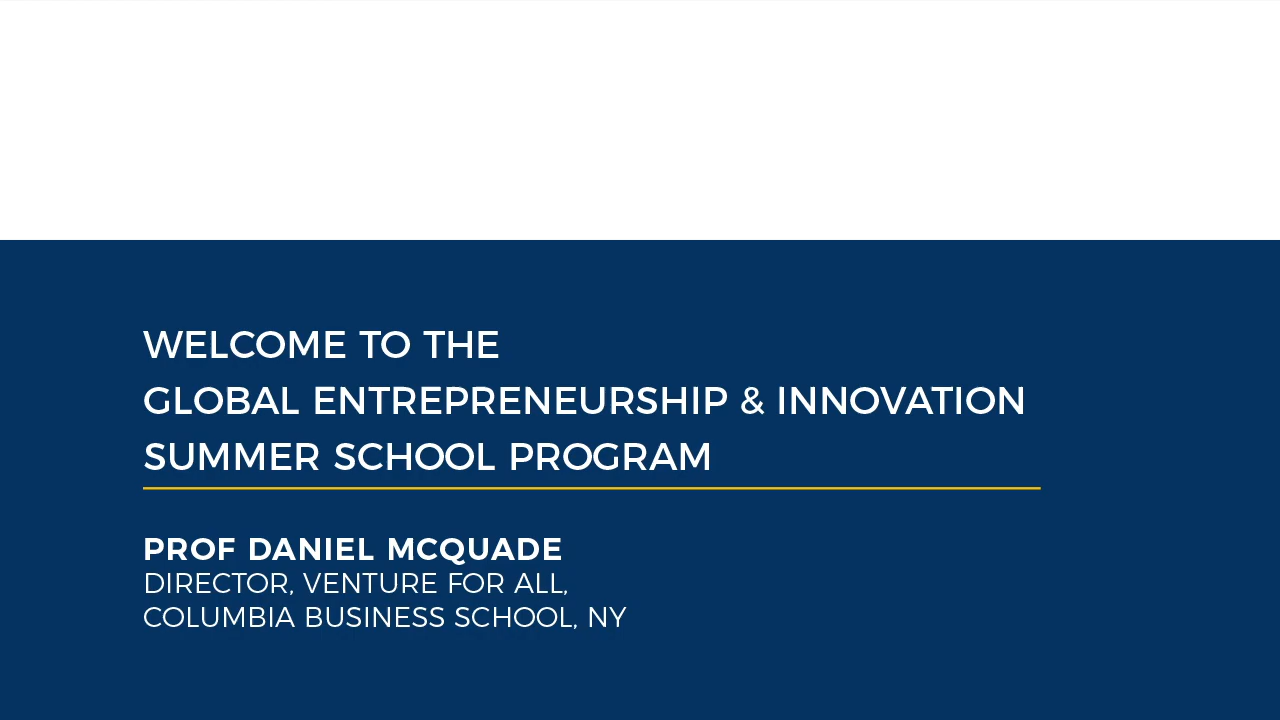 WELCOME TO THE
GLOBAL ENTREPRENEURSHIP & INNOVATION
SUMMER SCHOOL PROGRAM
PROF DANIEL MCQUADE
DIRECTOR, VENTURE FOR ALL,
COLUMBIA BUSINESS SCHOOL, NY